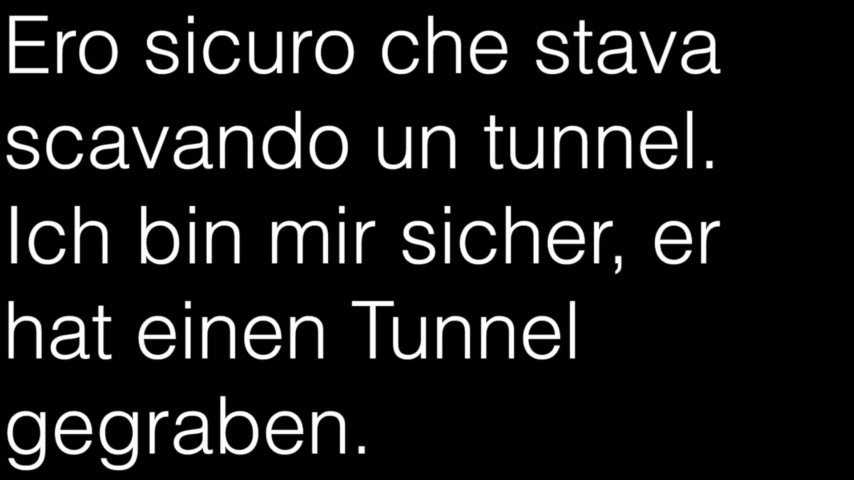 Ero sicuro che stava
scavando un tunnel.
Ich bin mir sicher, er
hat einen Tunnel
gegraben.